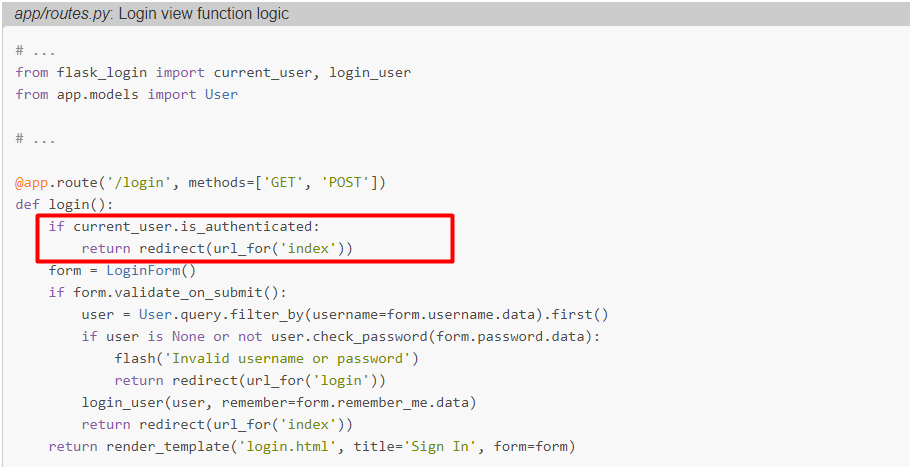 app/routes.py: Login view function logic
# ...
from flask_login import current_user, login_user
from app.models import User
# ...
@app.route('/login', methods=['GET', 'POST'])
def login():
    if current_user.is_authenticated:
        return redirect(url_for('index'))
    form = LoginForm()
    if form.validate_on_submit():
        user = User.query.filter_by(username=form.username.data).first()
        if user is None or not user.check_password(form.password.data):
            flash('Invalid username or password')
            return redirect(url_for('login'))
        login_user(user, remember=form.remember_me.data)
        return redirect(url_for('index'))
    return render_template('login.html', title='Sign In', form=form)